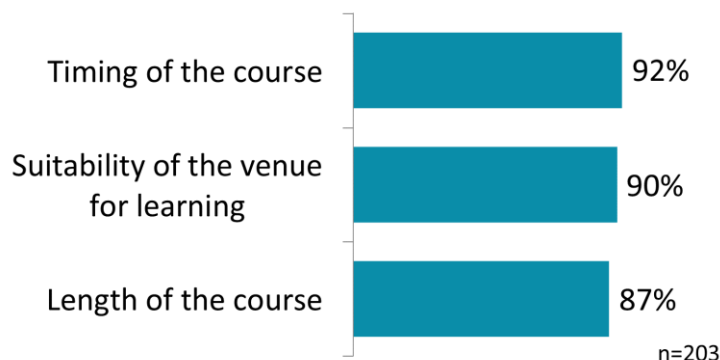 Timing of the course
92%
Suitability of the venue
for learning
90%
Length of the course
87%
n=203